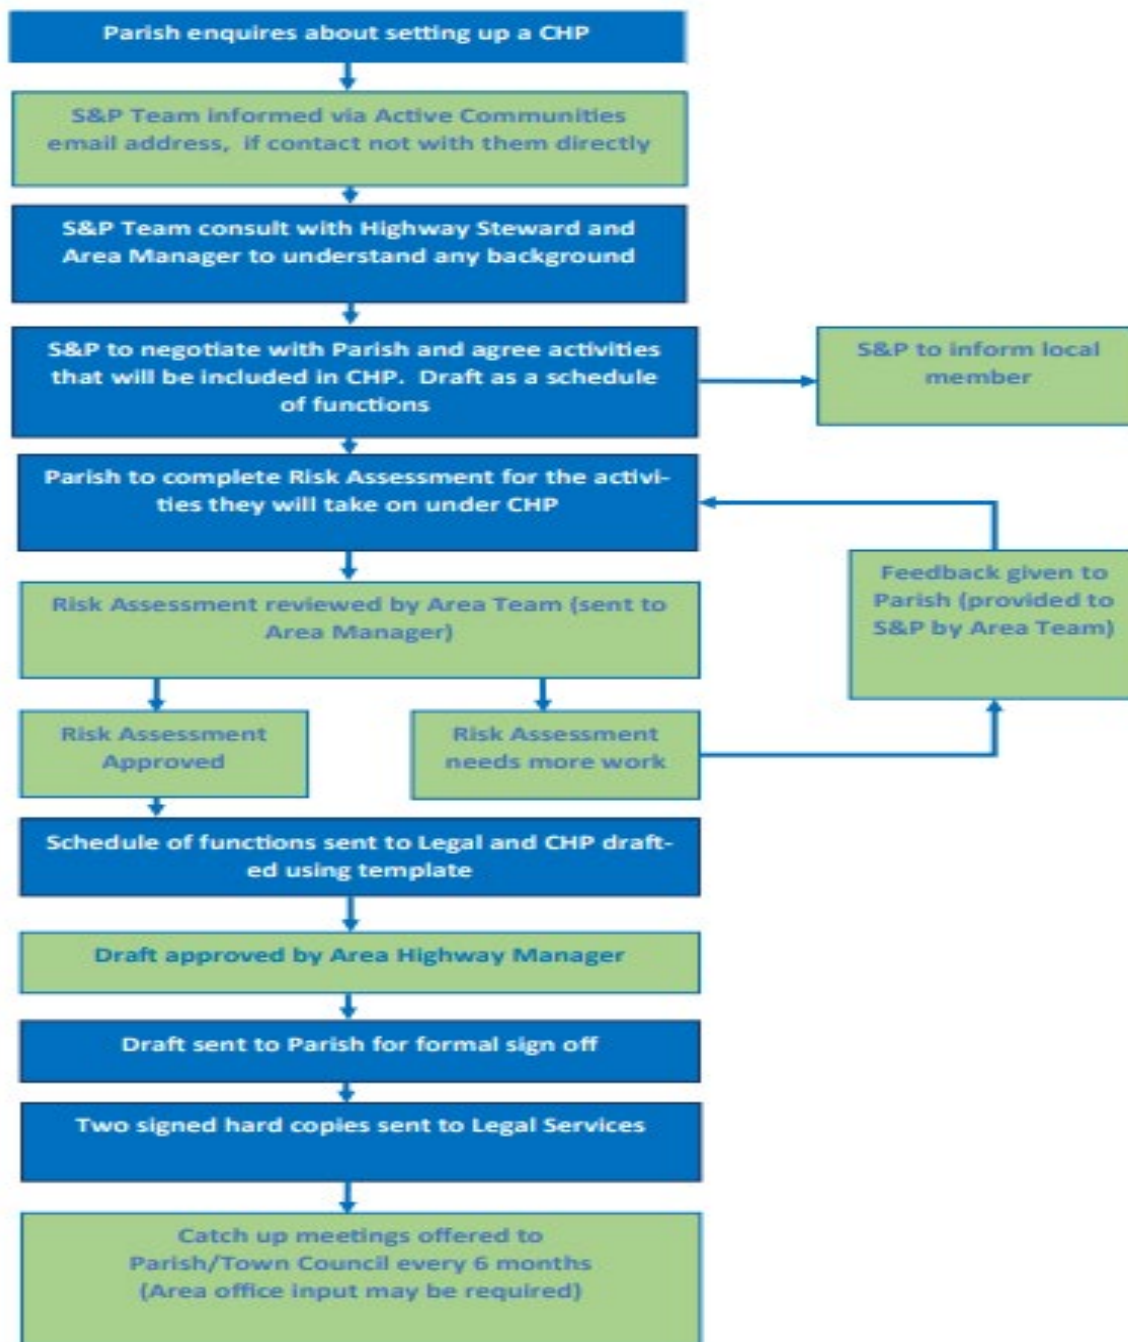 Parish enquires about setting up a CHP
S&P Team informed via Active Communities
email address, if contact not with them directly
S&P Team consult with Highway Steward and
Area Manager to understand any background
S&P to negotiate with Parish and agree activities
that will be included in CHP. Draft as a schedule
of functions
S&P to inform local
member
Parish to complete Risk Assessment for the activi-
ties they will take on under CHP
Risk Assessment reviewed by Area Team (sent to
Area Manager)
Feedback given to
Parish (provided to
S&P by Area Team)
Risk Assessment
Approved
Risk Assessment
needs more work
Schedule of functions sent to Legal and CHP draft-
ed using template
Draft approved by Area Highway Manager
Draft sent to Parish for formal sign off
Two signed hard copies sent to Legal Services
Catch up meetings offered to
Parish/Town Council every 6 months
(Area office input may be required)